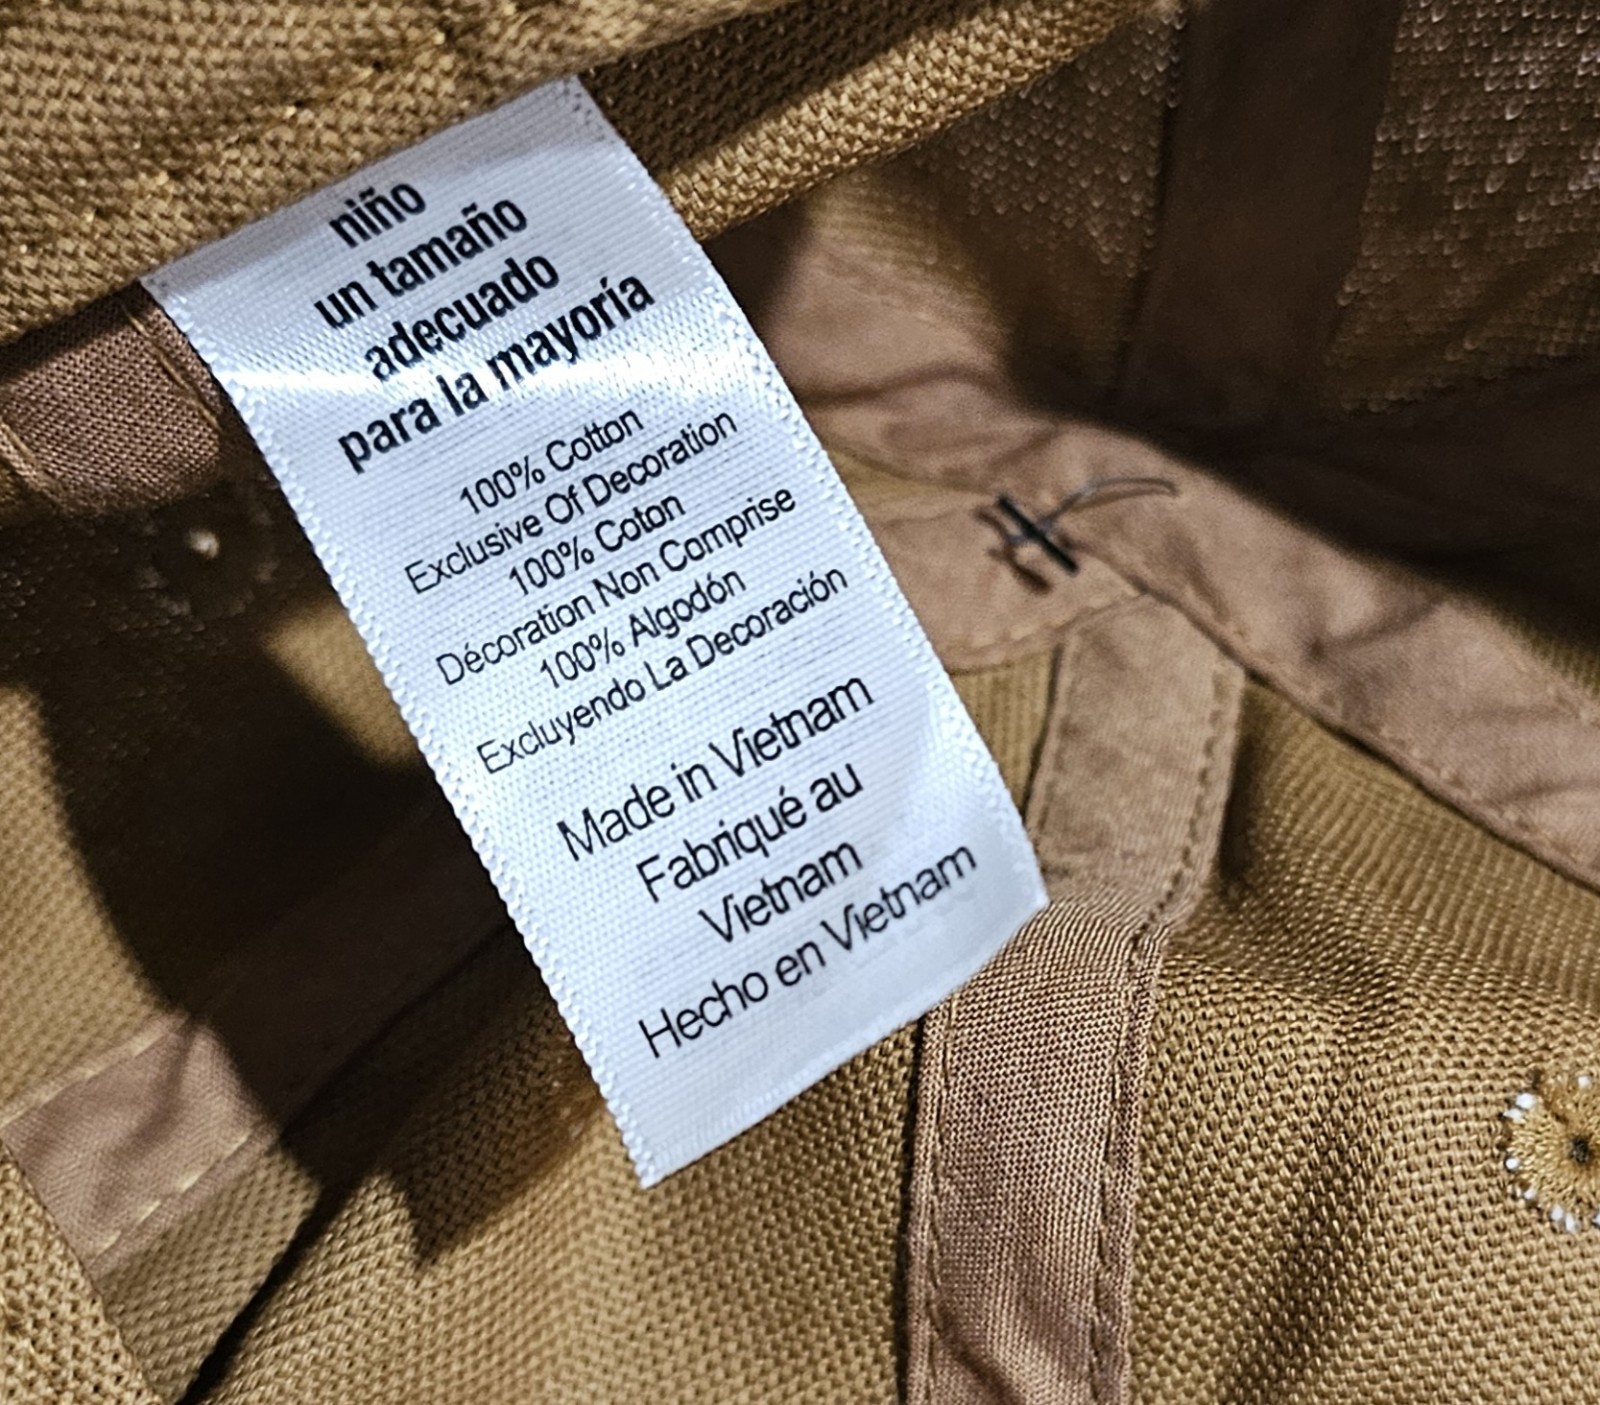 niño
un tamaño
adecuado
para la mayoría
100% Cotton
Exclusive Of Decoration
100% Coton
Décoration Non Comprise
100% Algodón
Excluyendo La Decoración
Made in Vietnam
Fabriqué au
Vietnam
Hecho en Vietnam